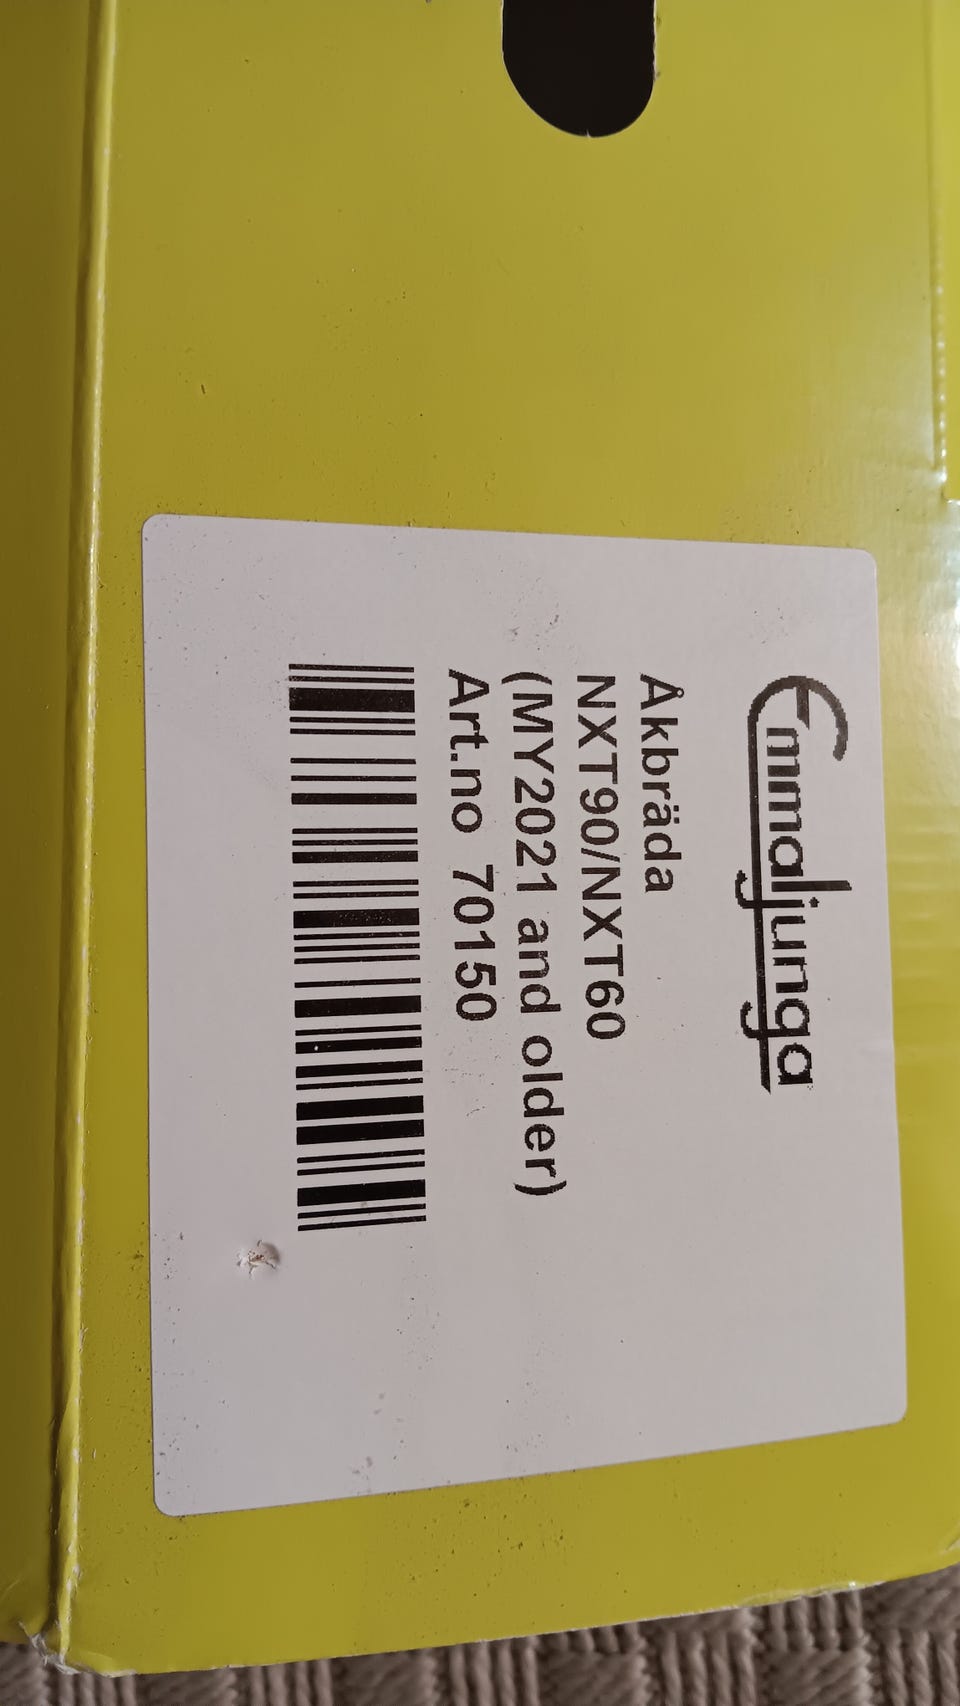 Emmaljunga
Åkbräda
NXT90/NXT60
(MY2021 and older)
Art.no 70150